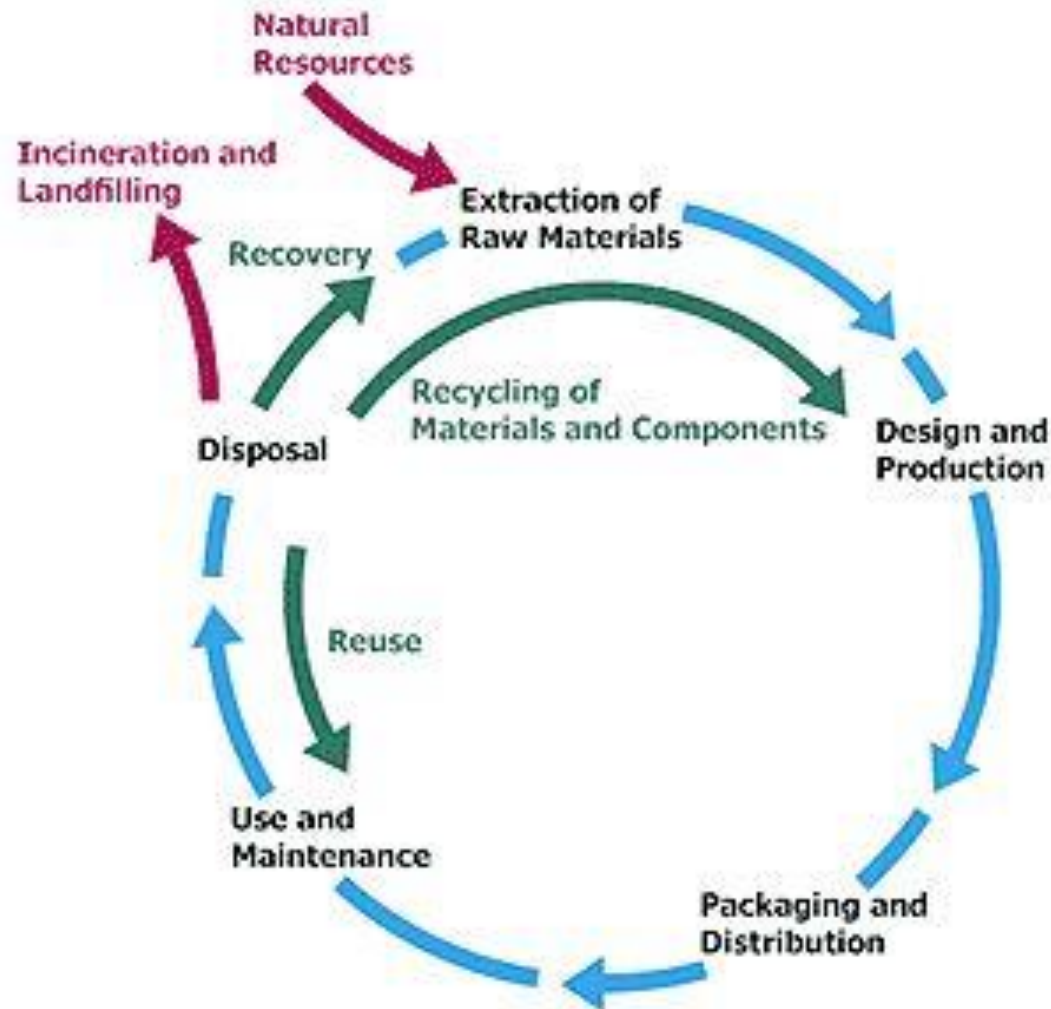 Natural
Resources
Incineration and
Landfilling
Extraction of
Raw Materials
Recovery
Recycling of
Materials and Components
Design and
Production
Disposal
Reuse
Use and
Maintenance
Packaging and
Distribution